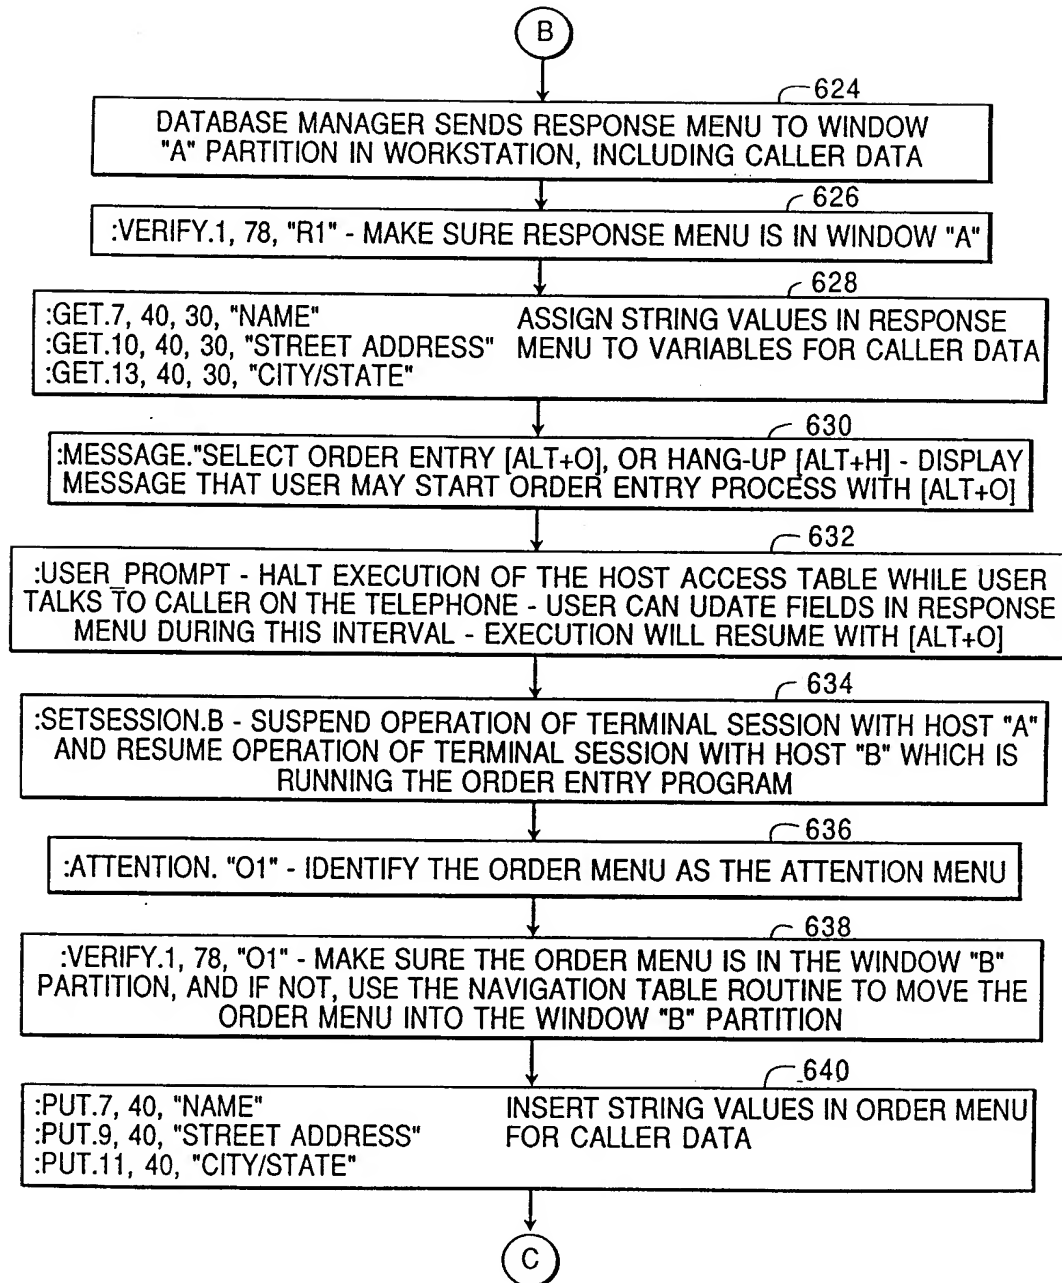 B
624
DATABASE MANAGER SENDS RESPONSE MENU TO WINDOW
"A" PARTITION IN WORKSTATION, INCLUDING CALLER DATA
626
:VERIFY.1, 78, "R1" - MAKE SURE RESPONSE MENU IS IN WINDOW "A"
628
:GET.7, 40, 30, "NAME" ASSIGN STRING VALUES IN RESPONSE
:GET.10, 40, 30, "STREET ADDRESS" MENU TO VARIABLES FOR CALLER DATA
:GET.13, 40, 30, "CITY/STATE"
630
:MESSAGE."SELECT ORDER ENTRY [ALT+O], OR HANG-UP [ALT+H] - DISPLAY
MESSAGE THAT USER MAY START ORDER ENTRY PROCESS WITH [ALT+O]
632
:USER_PROMPT - HALT EXECUTION OF THE HOST ACCESS TABLE WHILE USER
TALKS TO CALLER ON THE TELEPHONE - USER CAN UDATE FIELDS IN RESPONSE
MENU DURING THIS INTERVAL - EXECUTION WILL RESUME WITH [ALT+O]
634
:SETSESSION.B - SUSPEND OPERATION OF TERMINAL SESSION WITH HOST "A"
AND RESUME OPERATION OF TERMINAL SESSION WITH HOST "B" WHICH IS
RUNNING THE ORDER ENTRY PROGRAM
636
:ATTENTION. "O1" - IDENTIFY THE ORDER MENU AS THE ATTENTION MENU
638
:VERIFY.1, 78, "O1" - MAKE SURE THE ORDER MENU IS IN THE WINDOW "B"
PARTITION, AND IF NOT, USE THE NAVIGATION TABLE ROUTINE TO MOVE THE
ORDER MENU INTO THE WINDOW "B" PARTITION
640
:PUT.7, 40, "NAME" INSERT STRING VALUES IN ORDER MENU
:PUT.9, 40, "STREET ADDRESS" FOR CALLER DATA
:PUT.11, 40, "CITY/STATE"
C